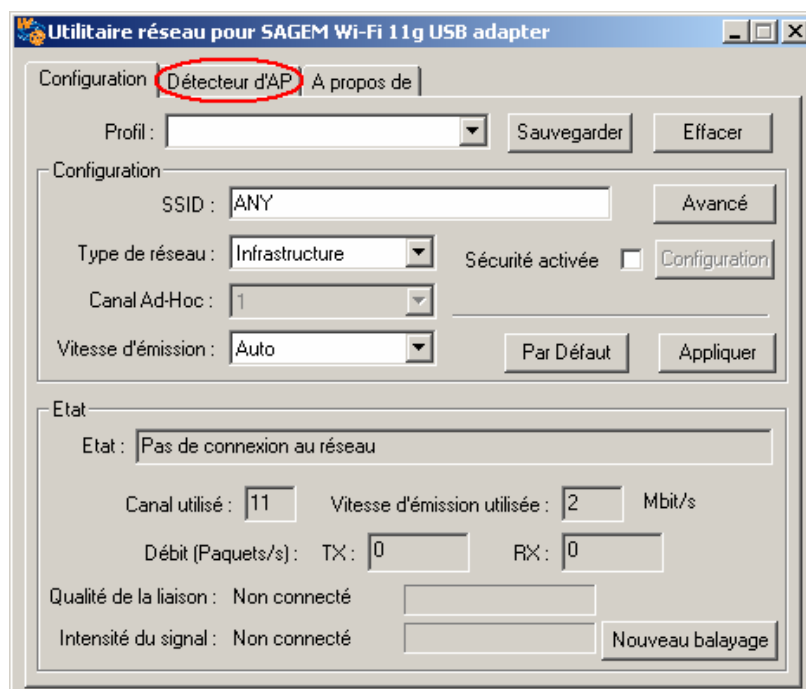 Utilitaire réseau pour SAGEM Wi-Fi 11g USB adapter
Configuration Détecteur d'AP A propos de
Profil : Sauvegarder Effacer
Configuration
SSID : ANY Avancé
Type de réseau : Infrastructure Sécurité activée Configuration
Canal Ad-Hoc : 1
Vitesse d'émission : Auto Par Défaut Appliquer
Etat
Etat : Pas de connexion au réseau
Canal utilisé : 11 Vitesse d'émission utilisée : 2 Mbit/s
Débit (Paquets/s) : TX : 0 RX : 0
Qualité de la liaison : Non connecté
Intensité du signal : Non connecté Nouveau balayage